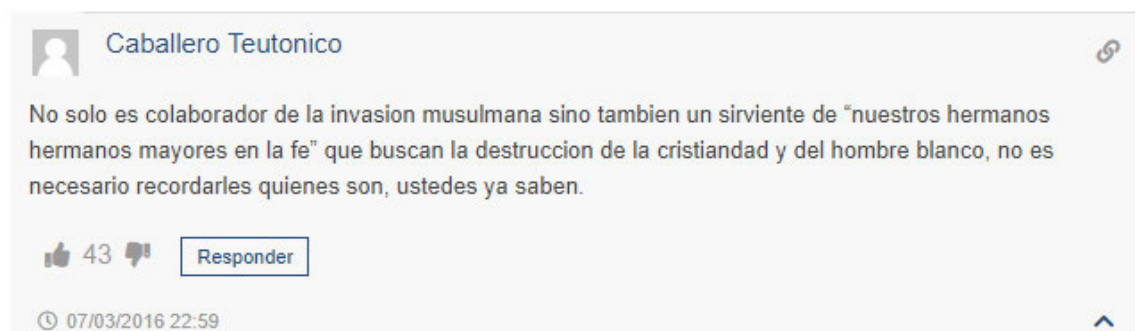 Caballero Teutonico
No solo es colaborador de la invasion musulmana sino tambien un sirviente de “nuestros hermanos
hermanos mayores en la fe” que buscan la destruccion de la cristiandad y del hombre blanco, no es
necesario recordarles quienes son, ustedes ya saben.
43
Responder
07/03/2016 22:59